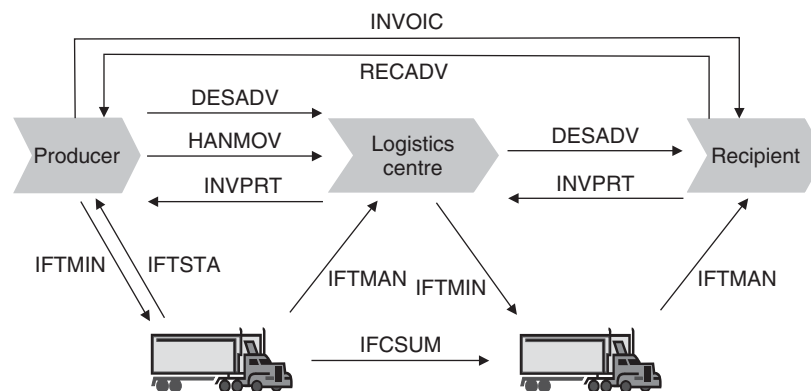 INVOIC
RECADV
DESADV
HANMOV
INVPRT
Producer
Logistics
centre
DESADV
INVPRT
Recipient
IFTMIN
IFTSTA
IFTMAN
IFTMIN
IFTMAN
IFCSUM